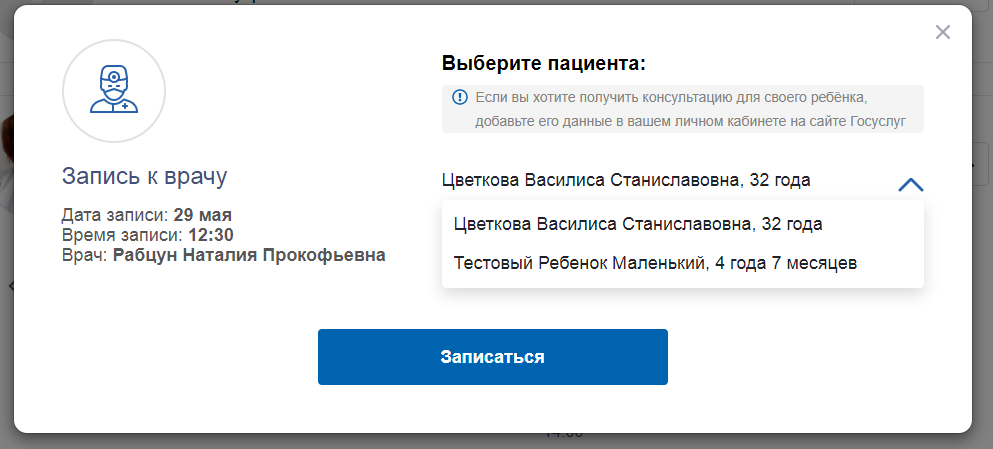 Выберите пациента:
Если вы хотите получить консультацию для своего ребёнка,
добавьте его данные в вашем личном кабинете на сайте Госуслуг
Запись к врачу
Дата записи: 29 мая
Время записи: 12:30
Врач: Рабцун Наталия Прокофьевна
Цветкова Василиса Станиславовна, 32 года
Цветкова Василиса Станиславовна, 32 года
Тестовый Ребенок Маленький, 4 года 7 месяцев
Записаться